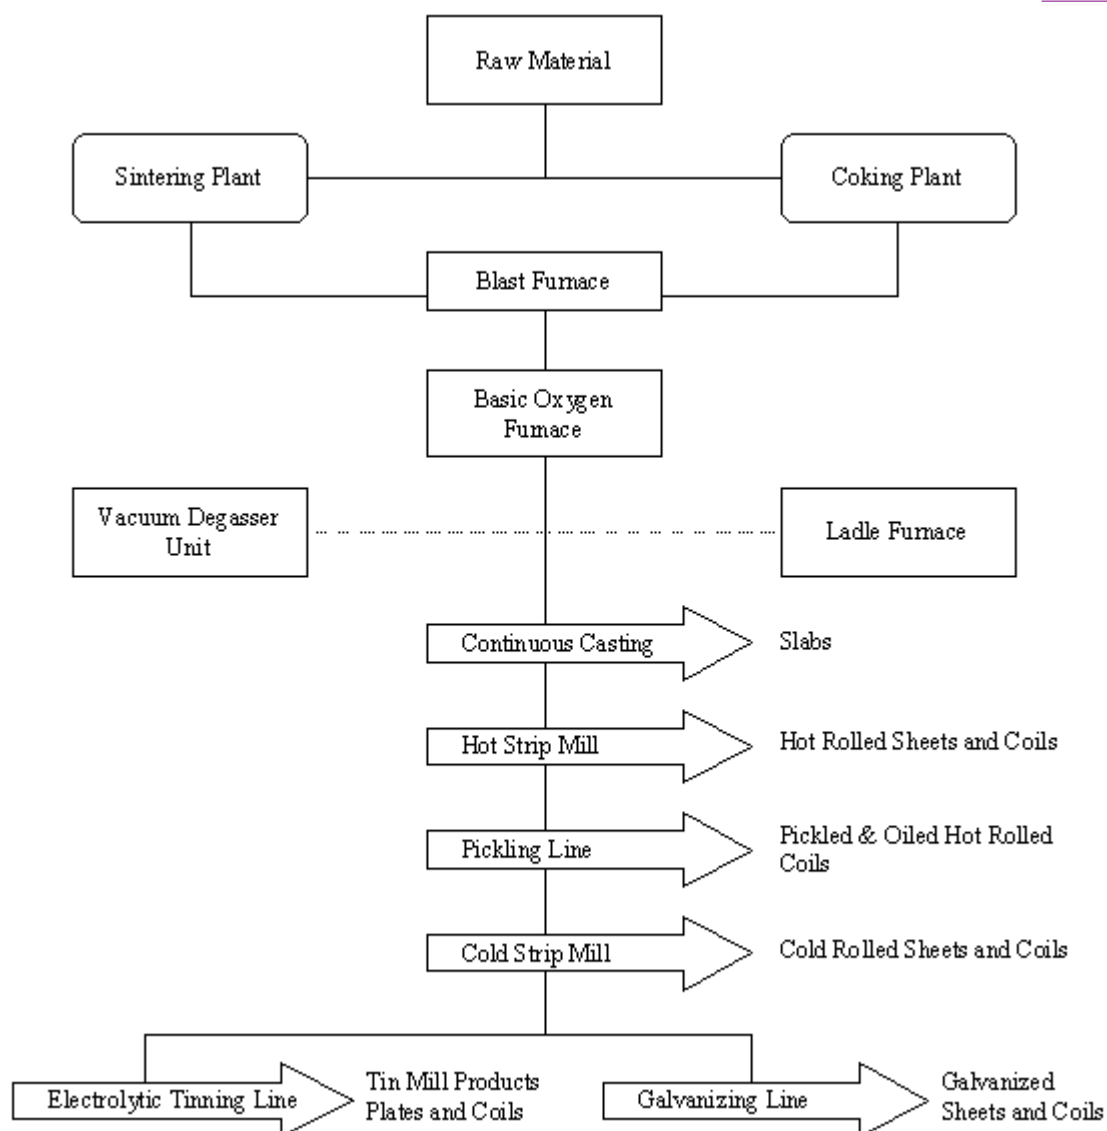 Raw Material
Sintering Plant
Coking Plant
Blast Furnace
Basic Oxygen
Furnace
Vacuum Degasser
Unit
Ladle Furnace
Continuous Casting
Slabs
Hot Strip Mill
Hot Rolled Sheets and Coils
Pickling Line
Pickled & Oiled Hot Rolled
Coils
Cold Strip Mill
Cold Rolled Sheets and Coils
Electrolytic Tinning Line
Tin Mill Products
Plates and Coils
Galvanizing Line
Galvanized
Sheets and Coils